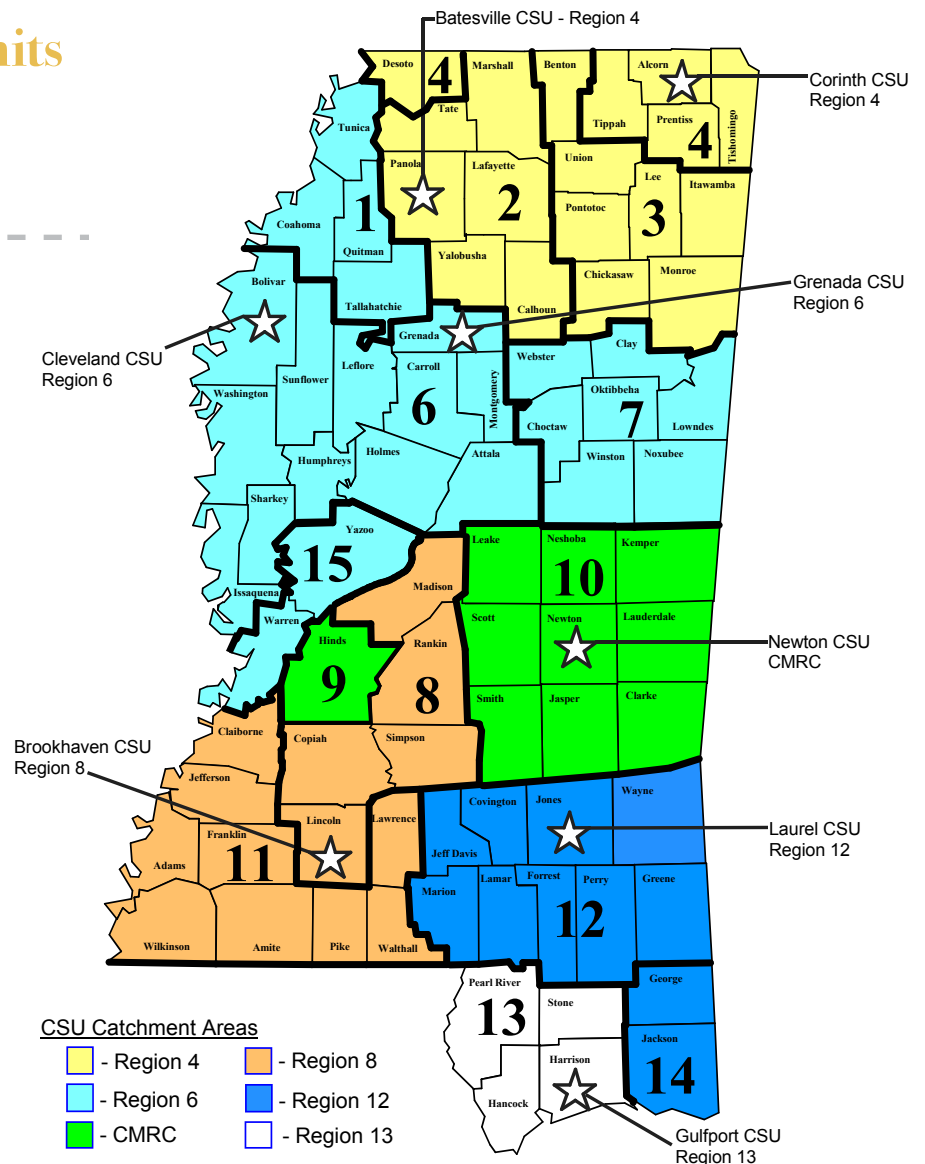 nits
Batesville CSU - Region 4
Corinth CSU
Region 4
Desoto
4
Marshall
Benton
Alcorn
Tate
Tippah
Prentiss
4
Tishomingo
Tunica
Panola
Lafayette
Union
Lee
Itawamba
1
2
Pontotoc
3
Coahoma
Quitman
Yalobusha
Chickasaw
Monroe
Calhoun
Grenada CSU
Region 6
Bolivar
Tallahatchie
Grenada
Cleveland CSU
Region 6
Webster
Clay
Leflore
Carroll
Sunflower
Washington
6
Montgomery
Oktibbeha
7
Choctaw
Lowndes
Humphreys
Holmes
Attala
Winston
Noxubee
Sharkey
Yazoo
15
Issaquena
Warren
Leake
Neshoba
Kemper
10
Madison
Scott
Newton
Lauderdale
Newton CSU
CMRC
Hinds
9
Rankin
8
Smith
Jasper
Clarke
Claiborne
Copiah
Simpson
Brookhaven CSU
Region 8
Jefferson
Lincoln
Lawrence
Franklin
11
Adams
Wilkinson
Amite
Pike
Walthall
Covington
Jones
Wayne
Laurel CSU
Region 12
Jeff Davis
Marion
Lamar
Forrest
Perry
Greene
12
Pearl River
13
Stone
George
Jackson
14
Harrison
Hancock
Gulfport CSU
Region 13
CSU Catchment Areas
- Region 4
- Region 8
- Region 6
- Region 12
- CMRC
- Region 13